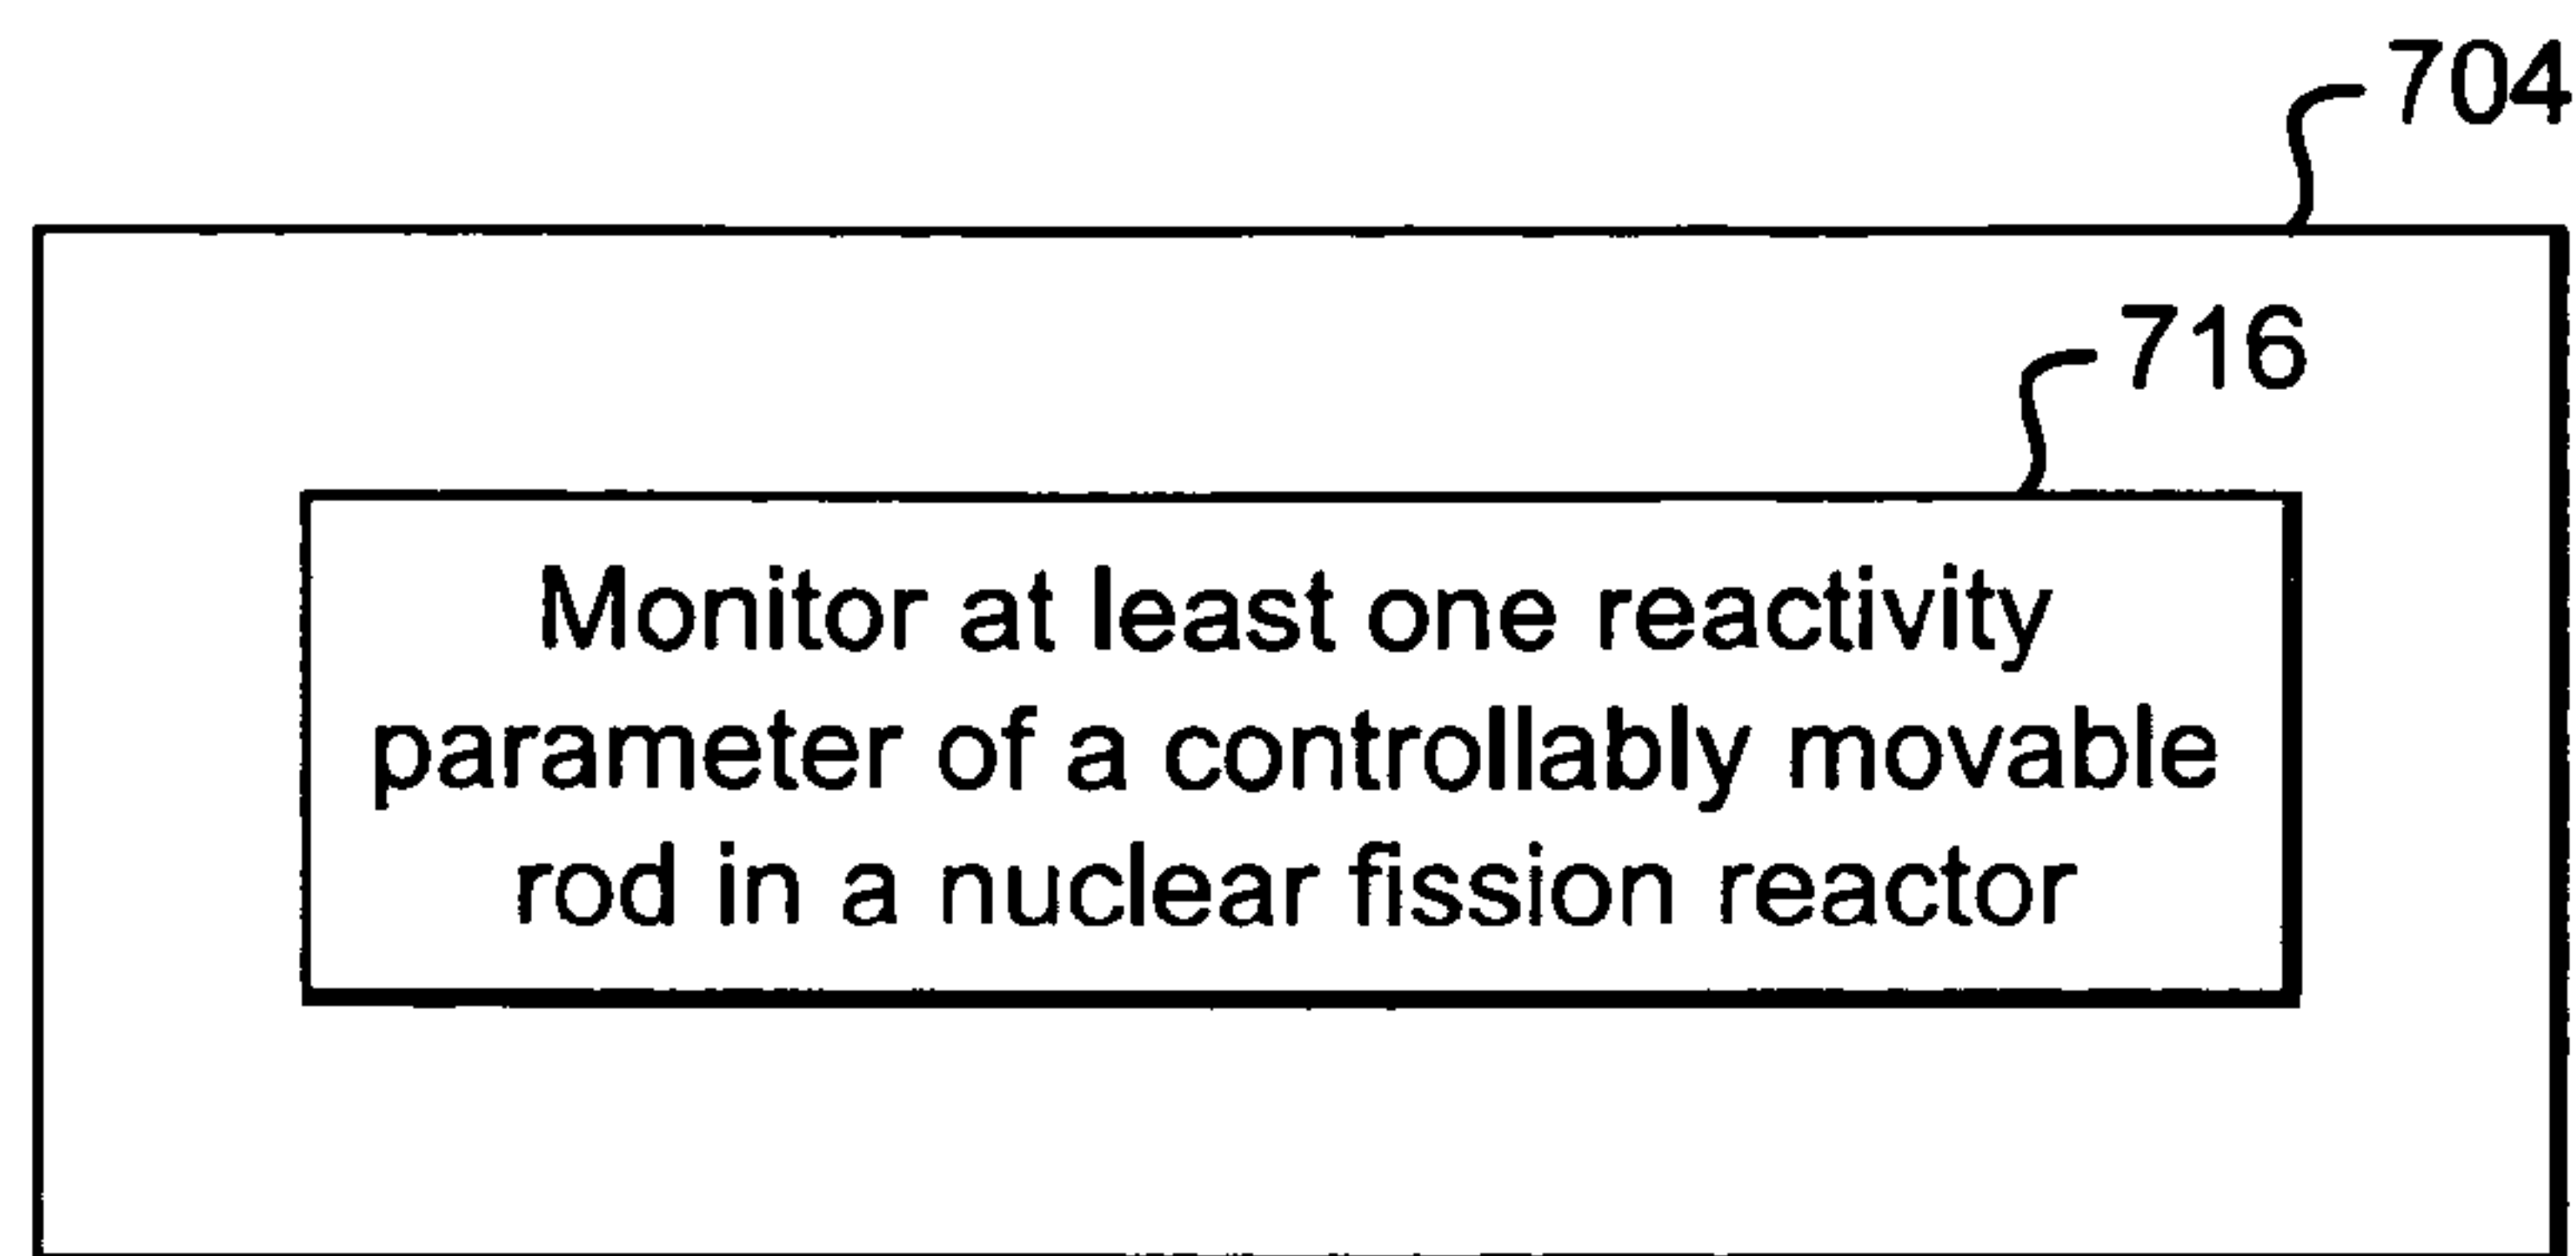 704
716
Monitor at least one reactivity
parameter of a controllably movable
rod in a nuclear fission reactor